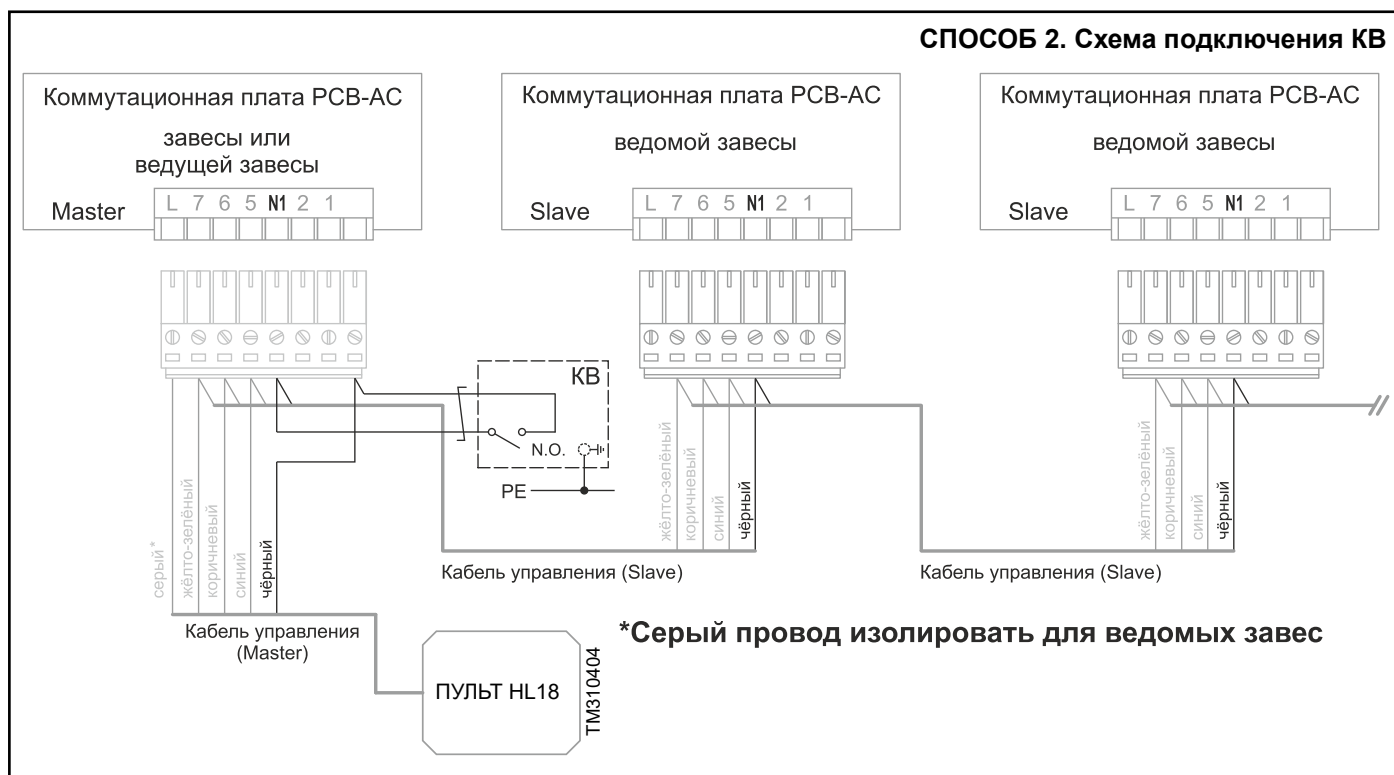 СПОСОБ 2. Схема подключения КВ
Коммутационная плата PCB-AC
завесы или
ведущей завесы
Master
L 7 6 5 N1 2 1
Коммутационная плата PCB-AC
ведомой завесы
Slave
L 7 6 5 N1 2 1
Коммутационная плата PCB-AC
ведомой завесы
Slave
L 7 6 5 N1 2 1
КВ
N.O.
PE
серый*
жёлто-зелёный
коричневый
синий
чёрный
жёлто-зелёный
коричневый
синий
чёрный
жёлто-зелёный
коричневый
синий
чёрный
Кабель управления (Slave)
Кабель управления (Slave)
Кабель управления
(Master)
*Серый провод изолировать для ведомых завес
ПУЛЬТ HL18
TM310404